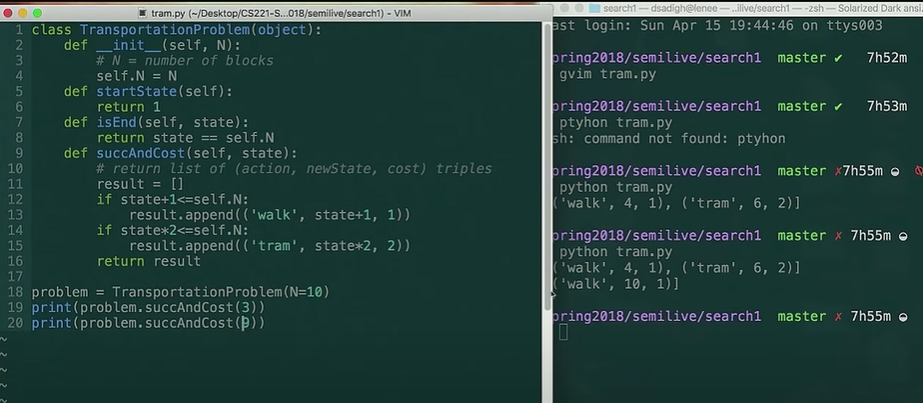 tram.py (~/Desktop/CS221-S...018/semilive/search1) - VIM
1 class TransportationProblem(object):
2     def __init__(self, N):
3         # N = number of blocks
4         self.N = N
5     def startState(self):
6         return 1
7     def isEnd(self, state):
8         return state == self.N
9     def succAndCost(self, state):
10         # return list of (action, newState, cost) triples
11         result = []
12         if state+1<=self.N:
13             result.append(('walk', state+1, 1))
14         if state*2<=self.N:
15             result.append(('tram', state*2, 2))
16         return result
17
18 problem = TransportationProblem(N=10)
19 print(problem.succAndCost(3))
20 print(problem.succAndCost(9))
~
~
~
~
~
search1 — dsadigh@lenee — ..ilive/search1 — -zsh — Solarized Dark ansi
ast login: Sun Apr 15 19:44:46 on ttys003
pring2018/semilive/search1 master ✔ 7h52m
gvim tram.py
pring2018/semilive/search1 master ✔ 7h53m
ptyhon tram.py
sh: command not found: ptyhon
pring2018/semilive/search1 master ✗7h55m
python tram.py
('walk', 4, 1), ('tram', 6, 2)]
pring2018/semilive/search1 master ✗ 7h55m
python tram.py
('walk', 4, 1), ('tram', 6, 2)]
('walk', 10, 1)]
pring2018/semilive/search1 master ✗ 7h55m